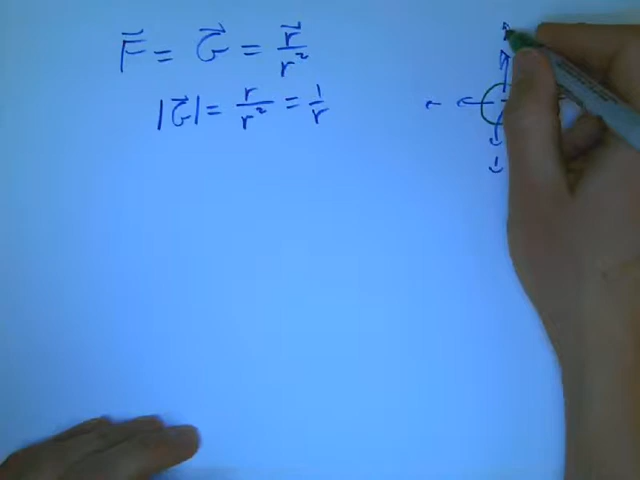 F⃗ = G⃗ = r⃗/r²
|G⃗| = r/r² = 1/r